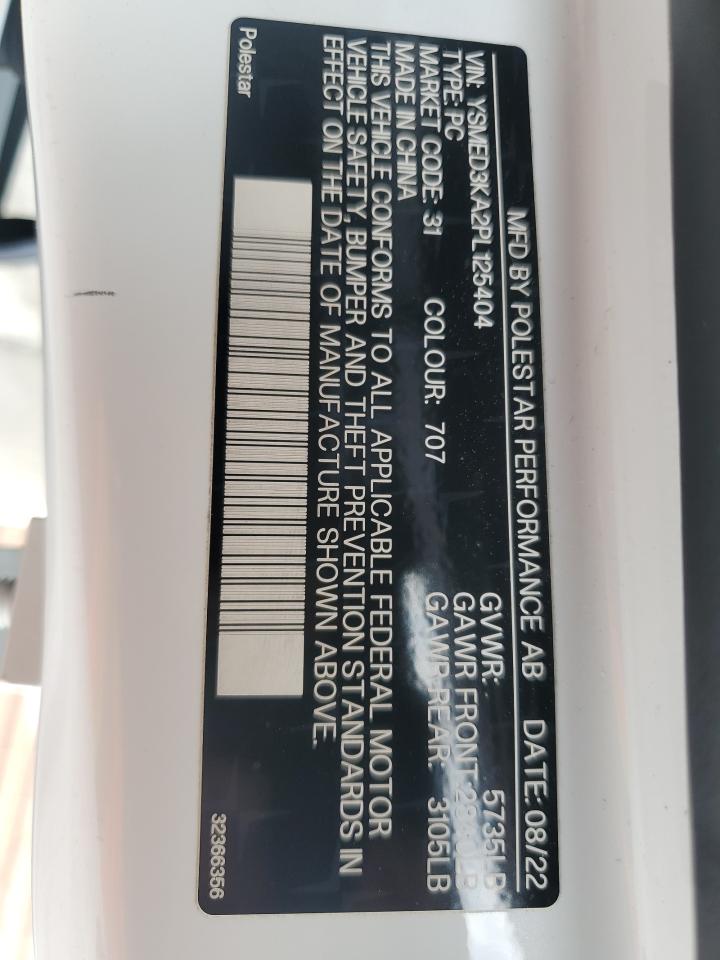 MFD BY POLESTAR PERFORMANCE AB DATE: 08/22
VIN: YSMED3KA2PL125404 GVWR: 5735LB
TYPE: PC GAWR FRONT
MARKET CODE: 31 COLOUR: 707 GAWR REAR: 3105LB
MADE IN CHINA
THIS VEHICLE CONFORMS TO ALL APPLICABLE FEDERAL MOTOR
VEHICLE SAFETY, BUMPER AND THEFT PREVENTION STANDARDS IN
EFFECT ON THE DATE OF MANUFACTURE SHOWN ABOVE.
Polestar 32366356